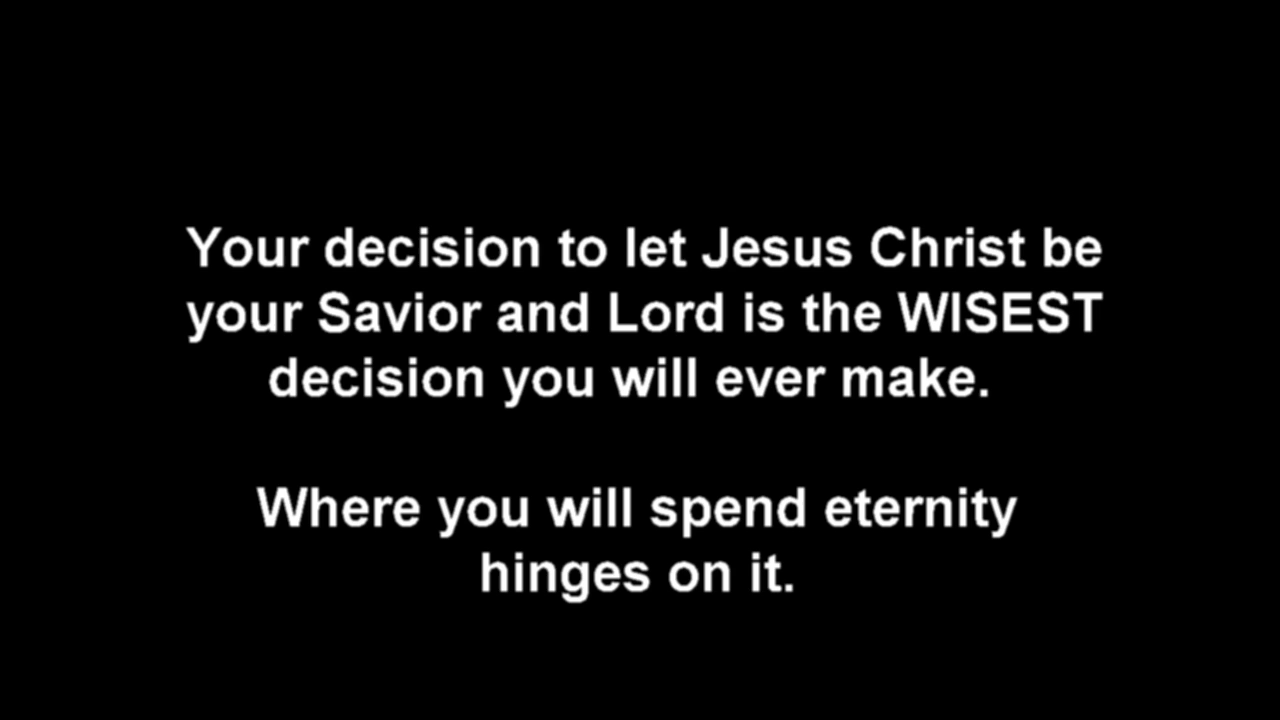 Your decision to let Jesus Christ be
your Savior and Lord is the WISEST
decision you will ever make.
Where you will spend eternity
hinges on it.